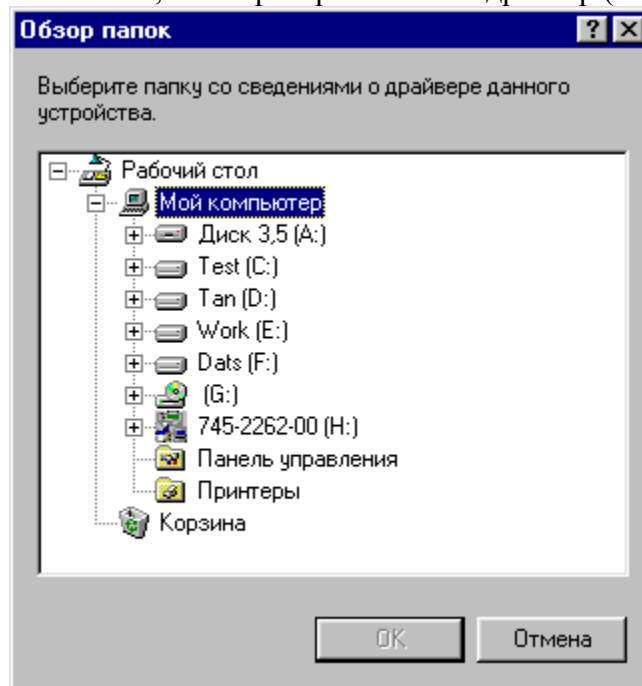 Обзор папок
Выберите папку со сведениями о драйвере данного
устройства.
Рабочий стол
Мой компьютер
Диск 3,5 (A:)
Test (C:)
Tan (D:)
Work (E:)
Dats (F:)
(G:)
745-2262-00 (H:)
Панель управления
Принтеры
Корзина
OK
Отмена